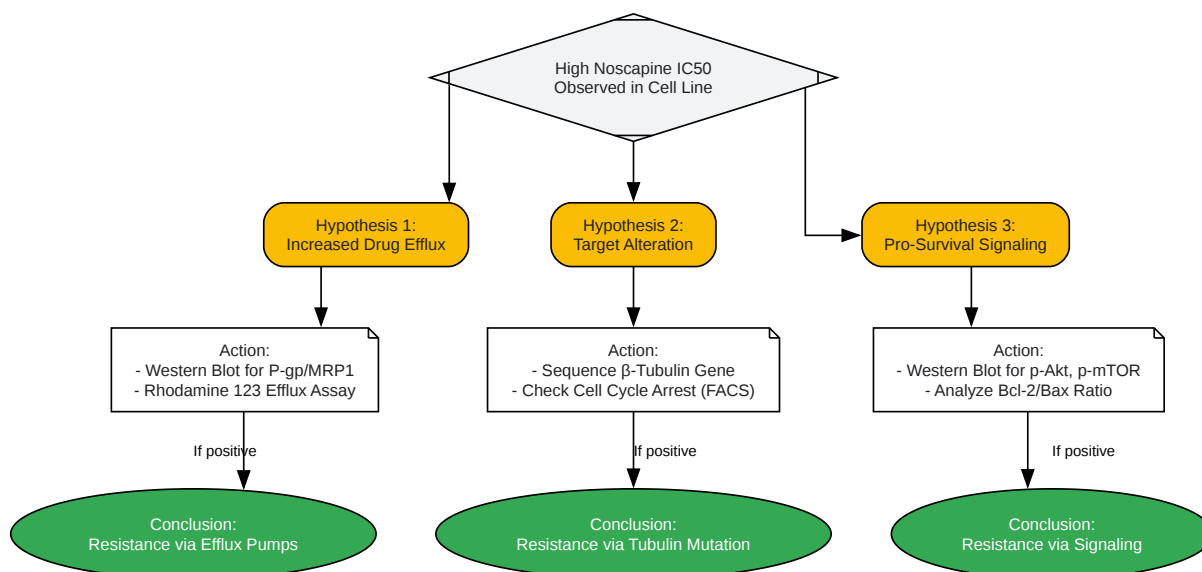 High Noscapine IC50
Observed in Cell Line
Hypothesis 1:
Increased Drug Efflux
Hypothesis 2:
Target Alteration
Hypothesis 3:
Pro-Survival Signaling
Action:
- Western Blot for P-gp/MRP1
- Rhodamine 123 Efflux Assay
Action:
- Sequence β-Tubulin Gene
- Check Cell Cycle Arrest (FACS)
Action:
- Western Blot for p-Akt, p-mTOR
- Analyze Bcl-2/Bax Ratio
If positive
If positive
If positive
Conclusion:
Resistance via Efflux Pumps
Conclusion:
Resistance via Tubulin Mutation
Conclusion:
Resistance via Signaling